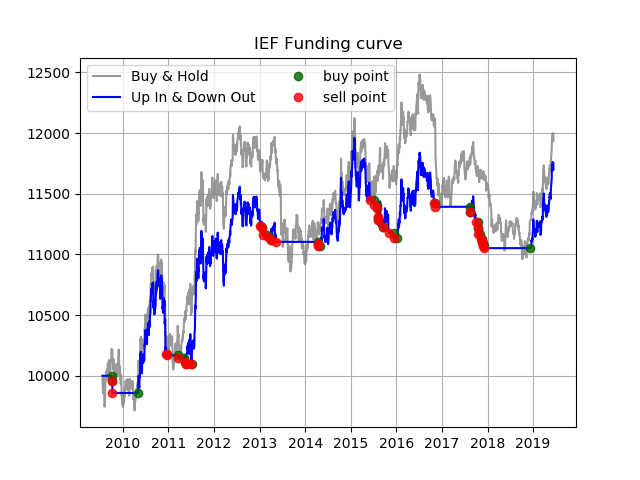 IEF Funding curve
Buy & Hold
Up In & Down Out
buy point
sell point
12500
12000
11500
11000
10500
10000
2010 2011 2012 2013 2014 2015 2016 2017 2018 2019